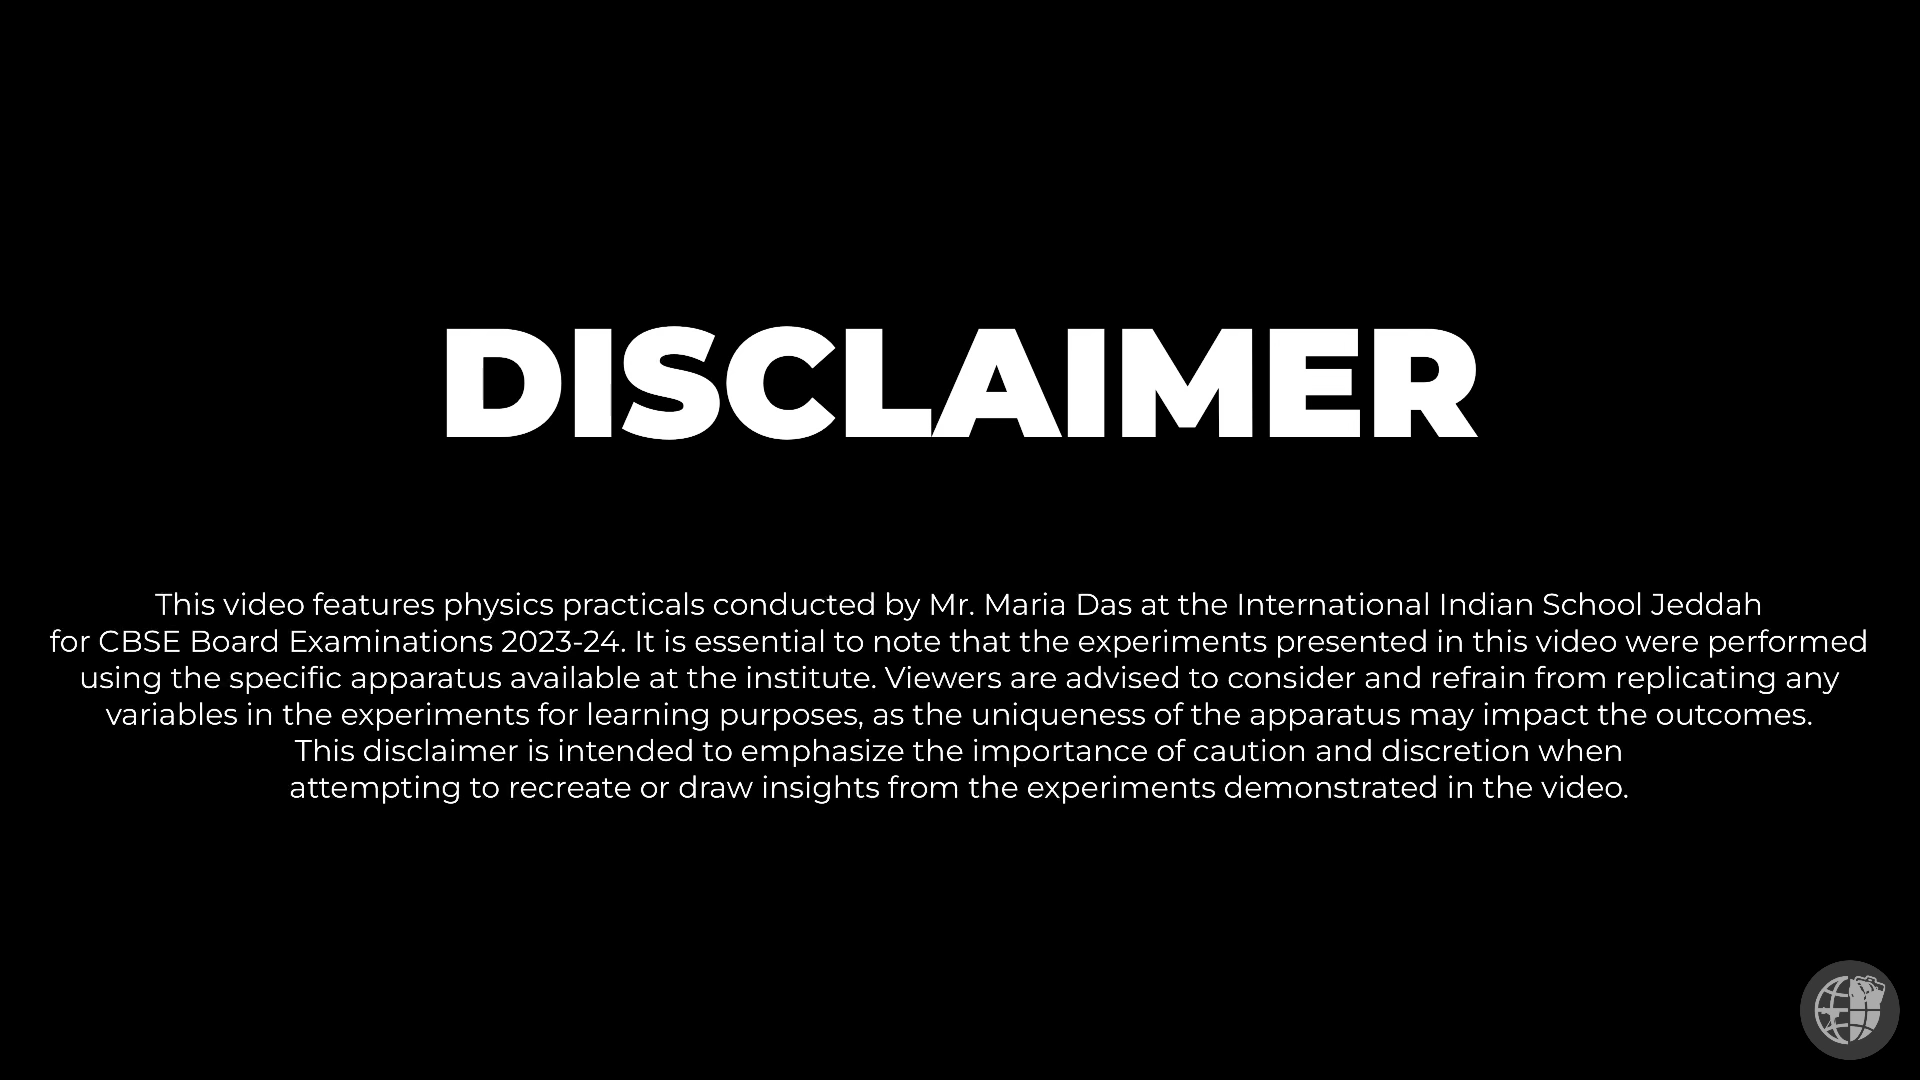 DISCLAIMER
This video features physics practicals conducted by Mr. Maria Das at the International Indian School Jeddah
for CBSE Board Examinations 2023-24. It is essential to note that the experiments presented in this video were performed
using the specific apparatus available at the institute. Viewers are advised to consider and refrain from replicating any
variables in the experiments for learning purposes, as the uniqueness of the apparatus may impact the outcomes.
This disclaimer is intended to emphasize the importance of caution and discretion when
attempting to recreate or draw insights from the experiments demonstrated in the video.